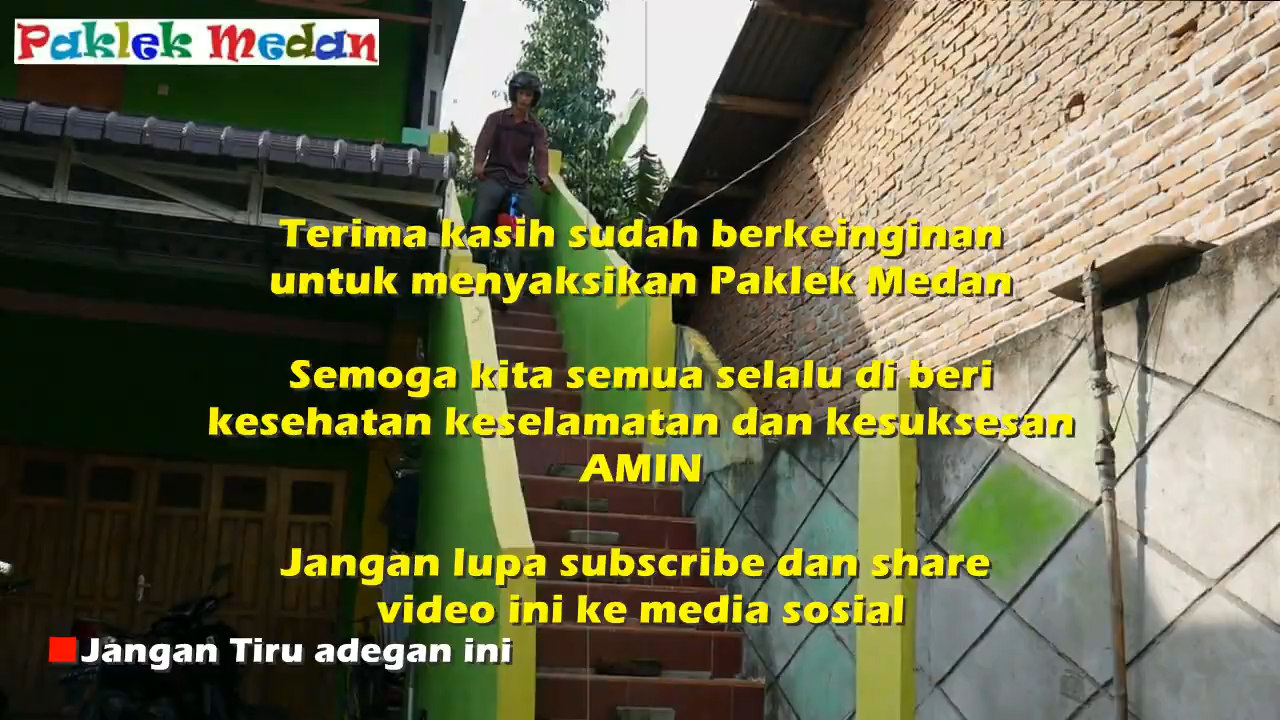 Paklek Medan
Terima kasih sudah berkeinginan
untuk menyaksikan Paklek Medan
Semoga kita semua selalu di beri
kesehatan keselamatan dan kesuksesan
AMIN
Jangan lupa subscribe dan share
video ini ke media sosial
Jangan Tiru adegan ini